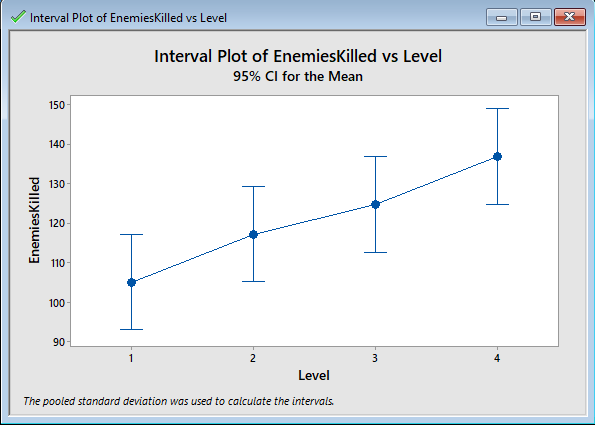 Interval Plot of EnemiesKilled vs Level
Interval Plot of EnemiesKilled vs Level
95% CI for the Mean
EnemiesKilled
150
140
130
120
110
100
90
1 2 3 4
Level
The pooled standard deviation was used to calculate the intervals.